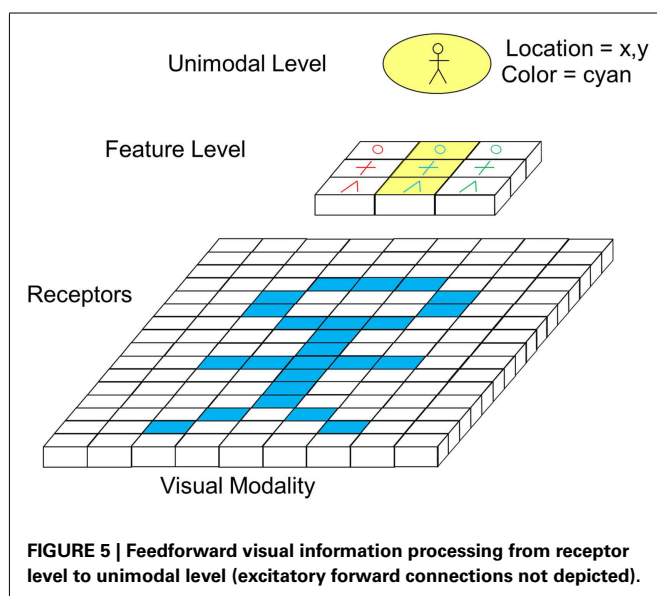 Unimodal Level
Location = x,y
Color = cyan
Feature Level
Receptors
Visual Modality
FIGURE 5 | Feedforward visual information processing from receptor
level to unimodal level (excitatory forward connections not depicted).